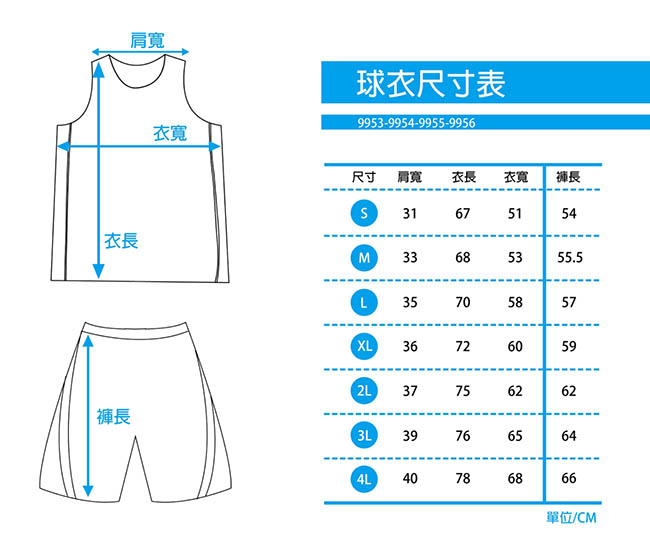 肩寬
衣寬
衣長
褲長
球衣尺寸表
9953-9954-9955-9956
尺寸 肩寬 衣長 衣寬 褲長
S 31 67 51 54
M 33 68 53 55.5
L 35 70 58 57
XL 36 72 60 59
2L 37 75 62 62
3L 39 76 65 64
4L 40 78 68 66
單位/CM